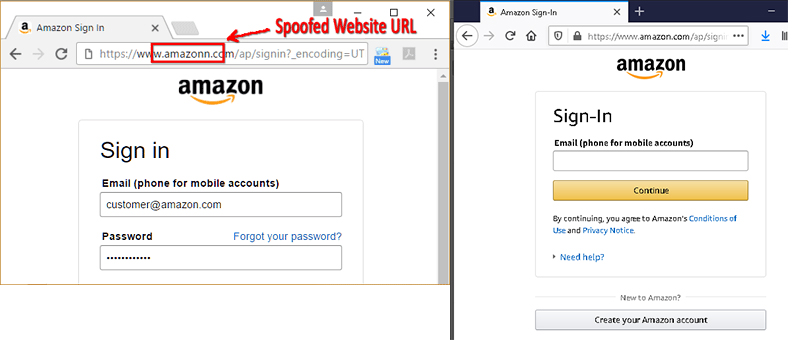 Amazon Sign In
Spoofed Website URL
https://www.amazonn.com/ap/signin?_encoding=UT
New
amazon
Sign in
Email (phone for mobile accounts)
customer@amazon.com
Password Forgot your password?
••••••••••••
Amazon Sign-In
https://www.amazon.com/ap/sign
amazon
Sign-In
Email (phone for mobile accounts)
Continue
By continuing, you agree to Amazon's Conditions of
Use and Privacy Notice.
Need help?
New to Amazon?
Create your Amazon account